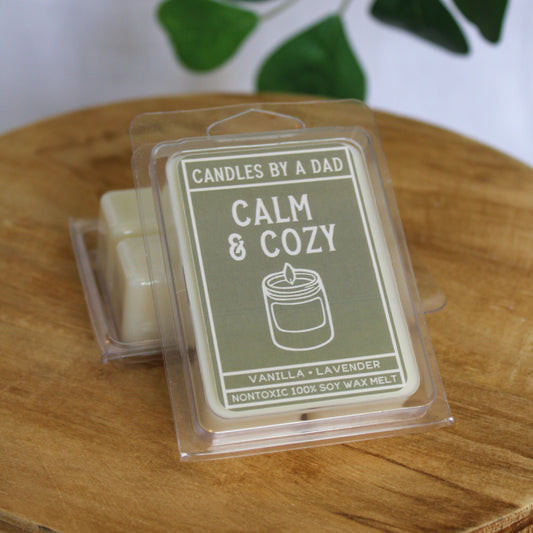 CANDLES BY A DAD
CALM
& COZY
VANILLA • LAVENDER
NONTOXIC 100% SOY WAX MELT